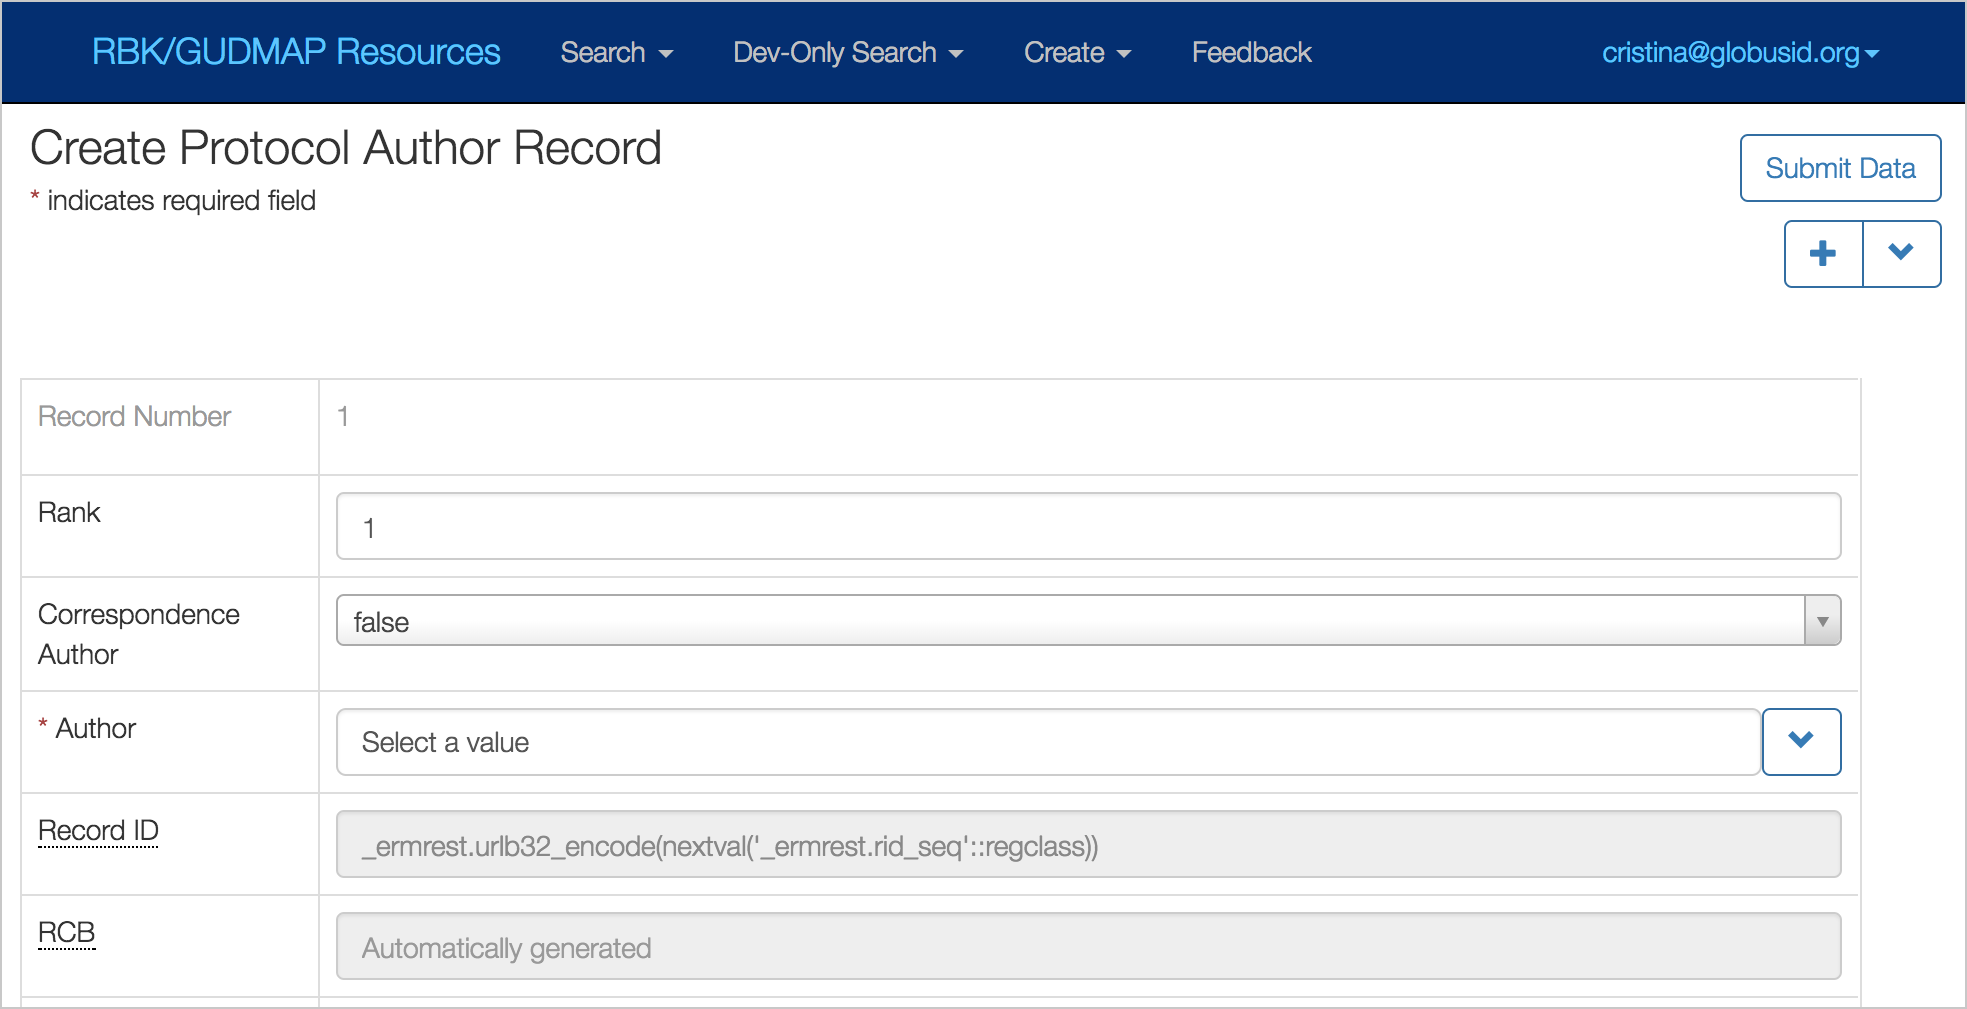 RBK/GUDMAP Resources Search Dev-Only Search Create Feedback cristina@globusid.org
Create Protocol Author Record
Submit Data
* indicates required field
Record Number 1
Rank 1
Correspondence
Author
false
* Author Select a value
Record ID _ermrest.urlb32_encode(nextval('_ermrest.rid_seq'::regclass))
RCB Automatically generated